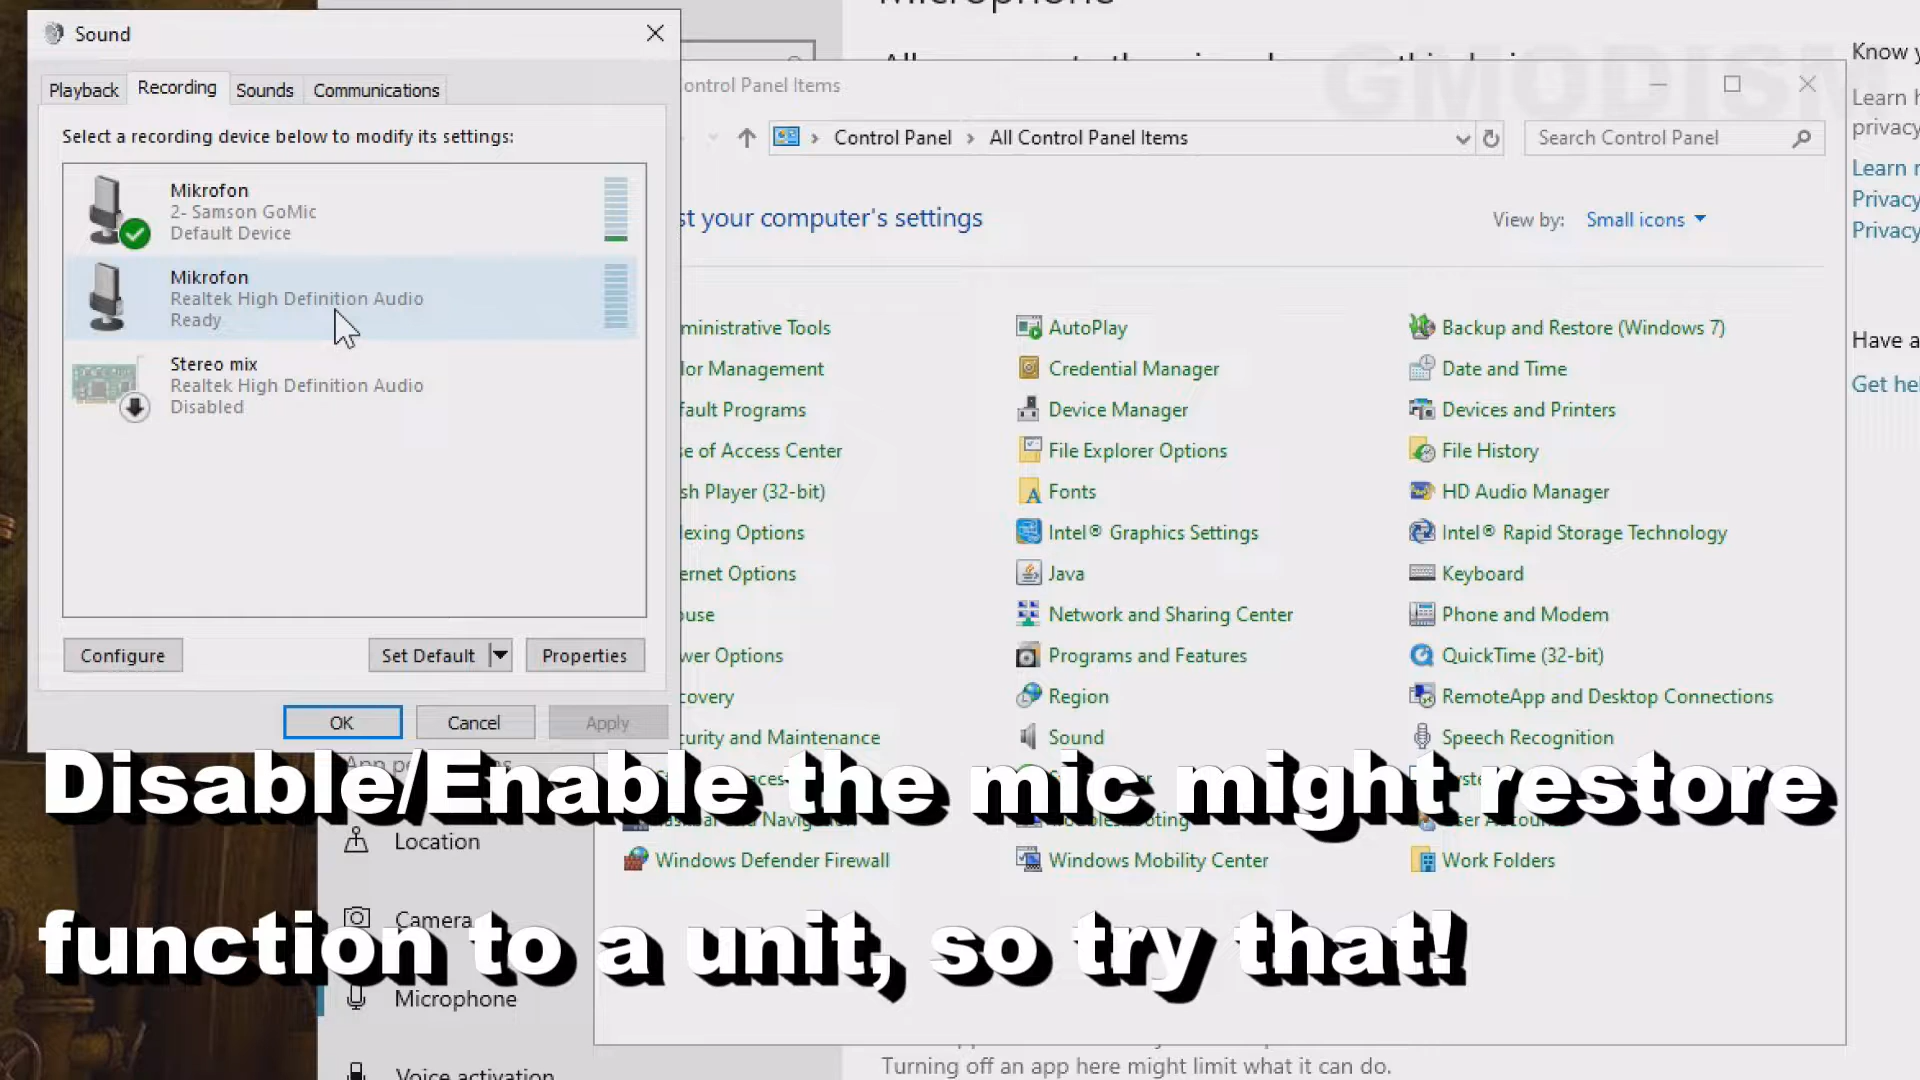 Sound
Playback
Recording
Sounds
Communications
Select a recording device below to modify its settings:
Mikrofon
2- Samson GoMic
Default Device
Mikrofon
Realtek High Definition Audio
Ready
Stereo mix
Realtek High Definition Audio
Disabled
Configure
Set Default
Properties
OK
Cancel
Apply
GMODISM
ontrol Panel Items
Control Panel
All Control Panel Items
Search Control Panel
st your computer's settings
View by: Small icons
ministrative Tools
AutoPlay
Backup and Restore (Windows 7)
lor Management
Credential Manager
Date and Time
fault Programs
Device Manager
Devices and Printers
se of Access Center
File Explorer Options
File History
sh Player (32-bit)
Fonts
HD Audio Manager
exing Options
Intel® Graphics Settings
Intel® Rapid Storage Technology
ernet Options
Java
Keyboard
ouse
Network and Sharing Center
Phone and Modem
wer Options
Programs and Features
QuickTime (32-bit)
covery
Region
RemoteApp and Desktop Connections
curity and Maintenance
Sound
Speech Recognition
Windows Defender Firewall
Windows Mobility Center
Work Folders
Know
Learn
privacy
Learn
Privacy
Privacy
Have a
Get hel
Disable/Enable the mic might restore
function to a unit, so try that!
Location
Camera
Microphone
Voice activation
Turning off an app here might limit what it can do.